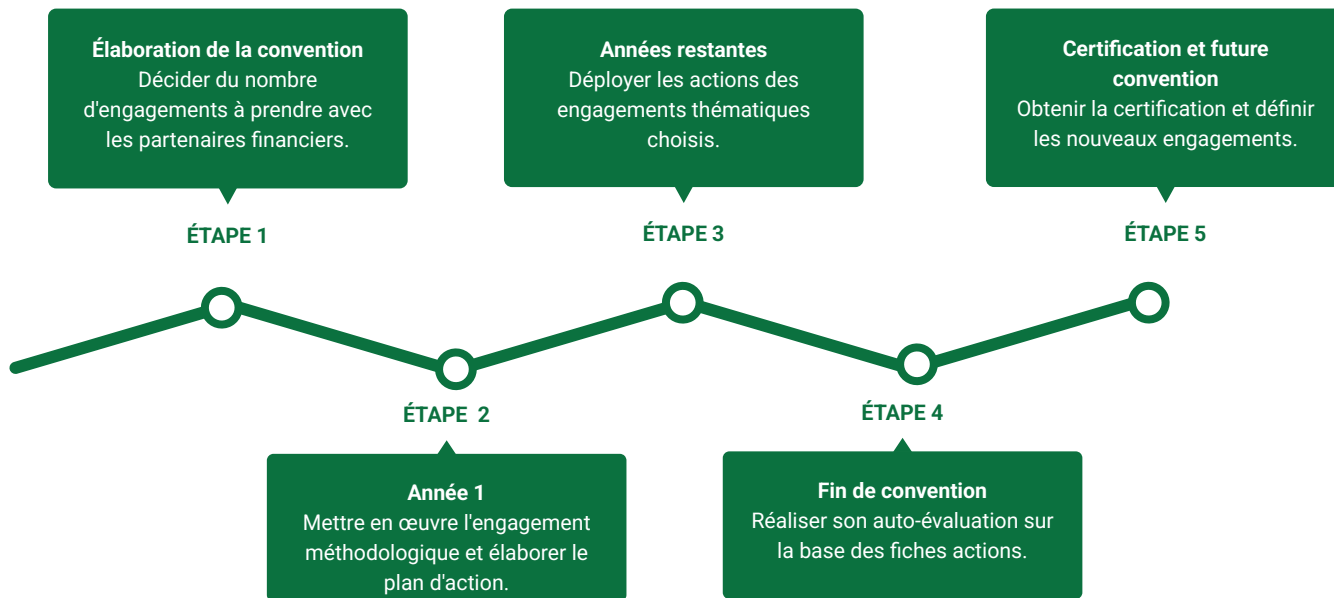 Élaboration de la convention
Décider du nombre
d'engagements à prendre avec
les partenaires financiers.
ÉTAPE 1
Année 1
Mettre en œuvre l'engagement
méthodologique et élaborer le
plan d'action.
ÉTAPE 2
Années restantes
Déployer les actions des
engagements thématiques
choisis.
ÉTAPE 3
Fin de convention
Réaliser son auto-évaluation sur
la base des fiches actions.
ÉTAPE 4
Certification et future
convention
Obtenir la certification et définir
les nouveaux engagements.
ÉTAPE 5